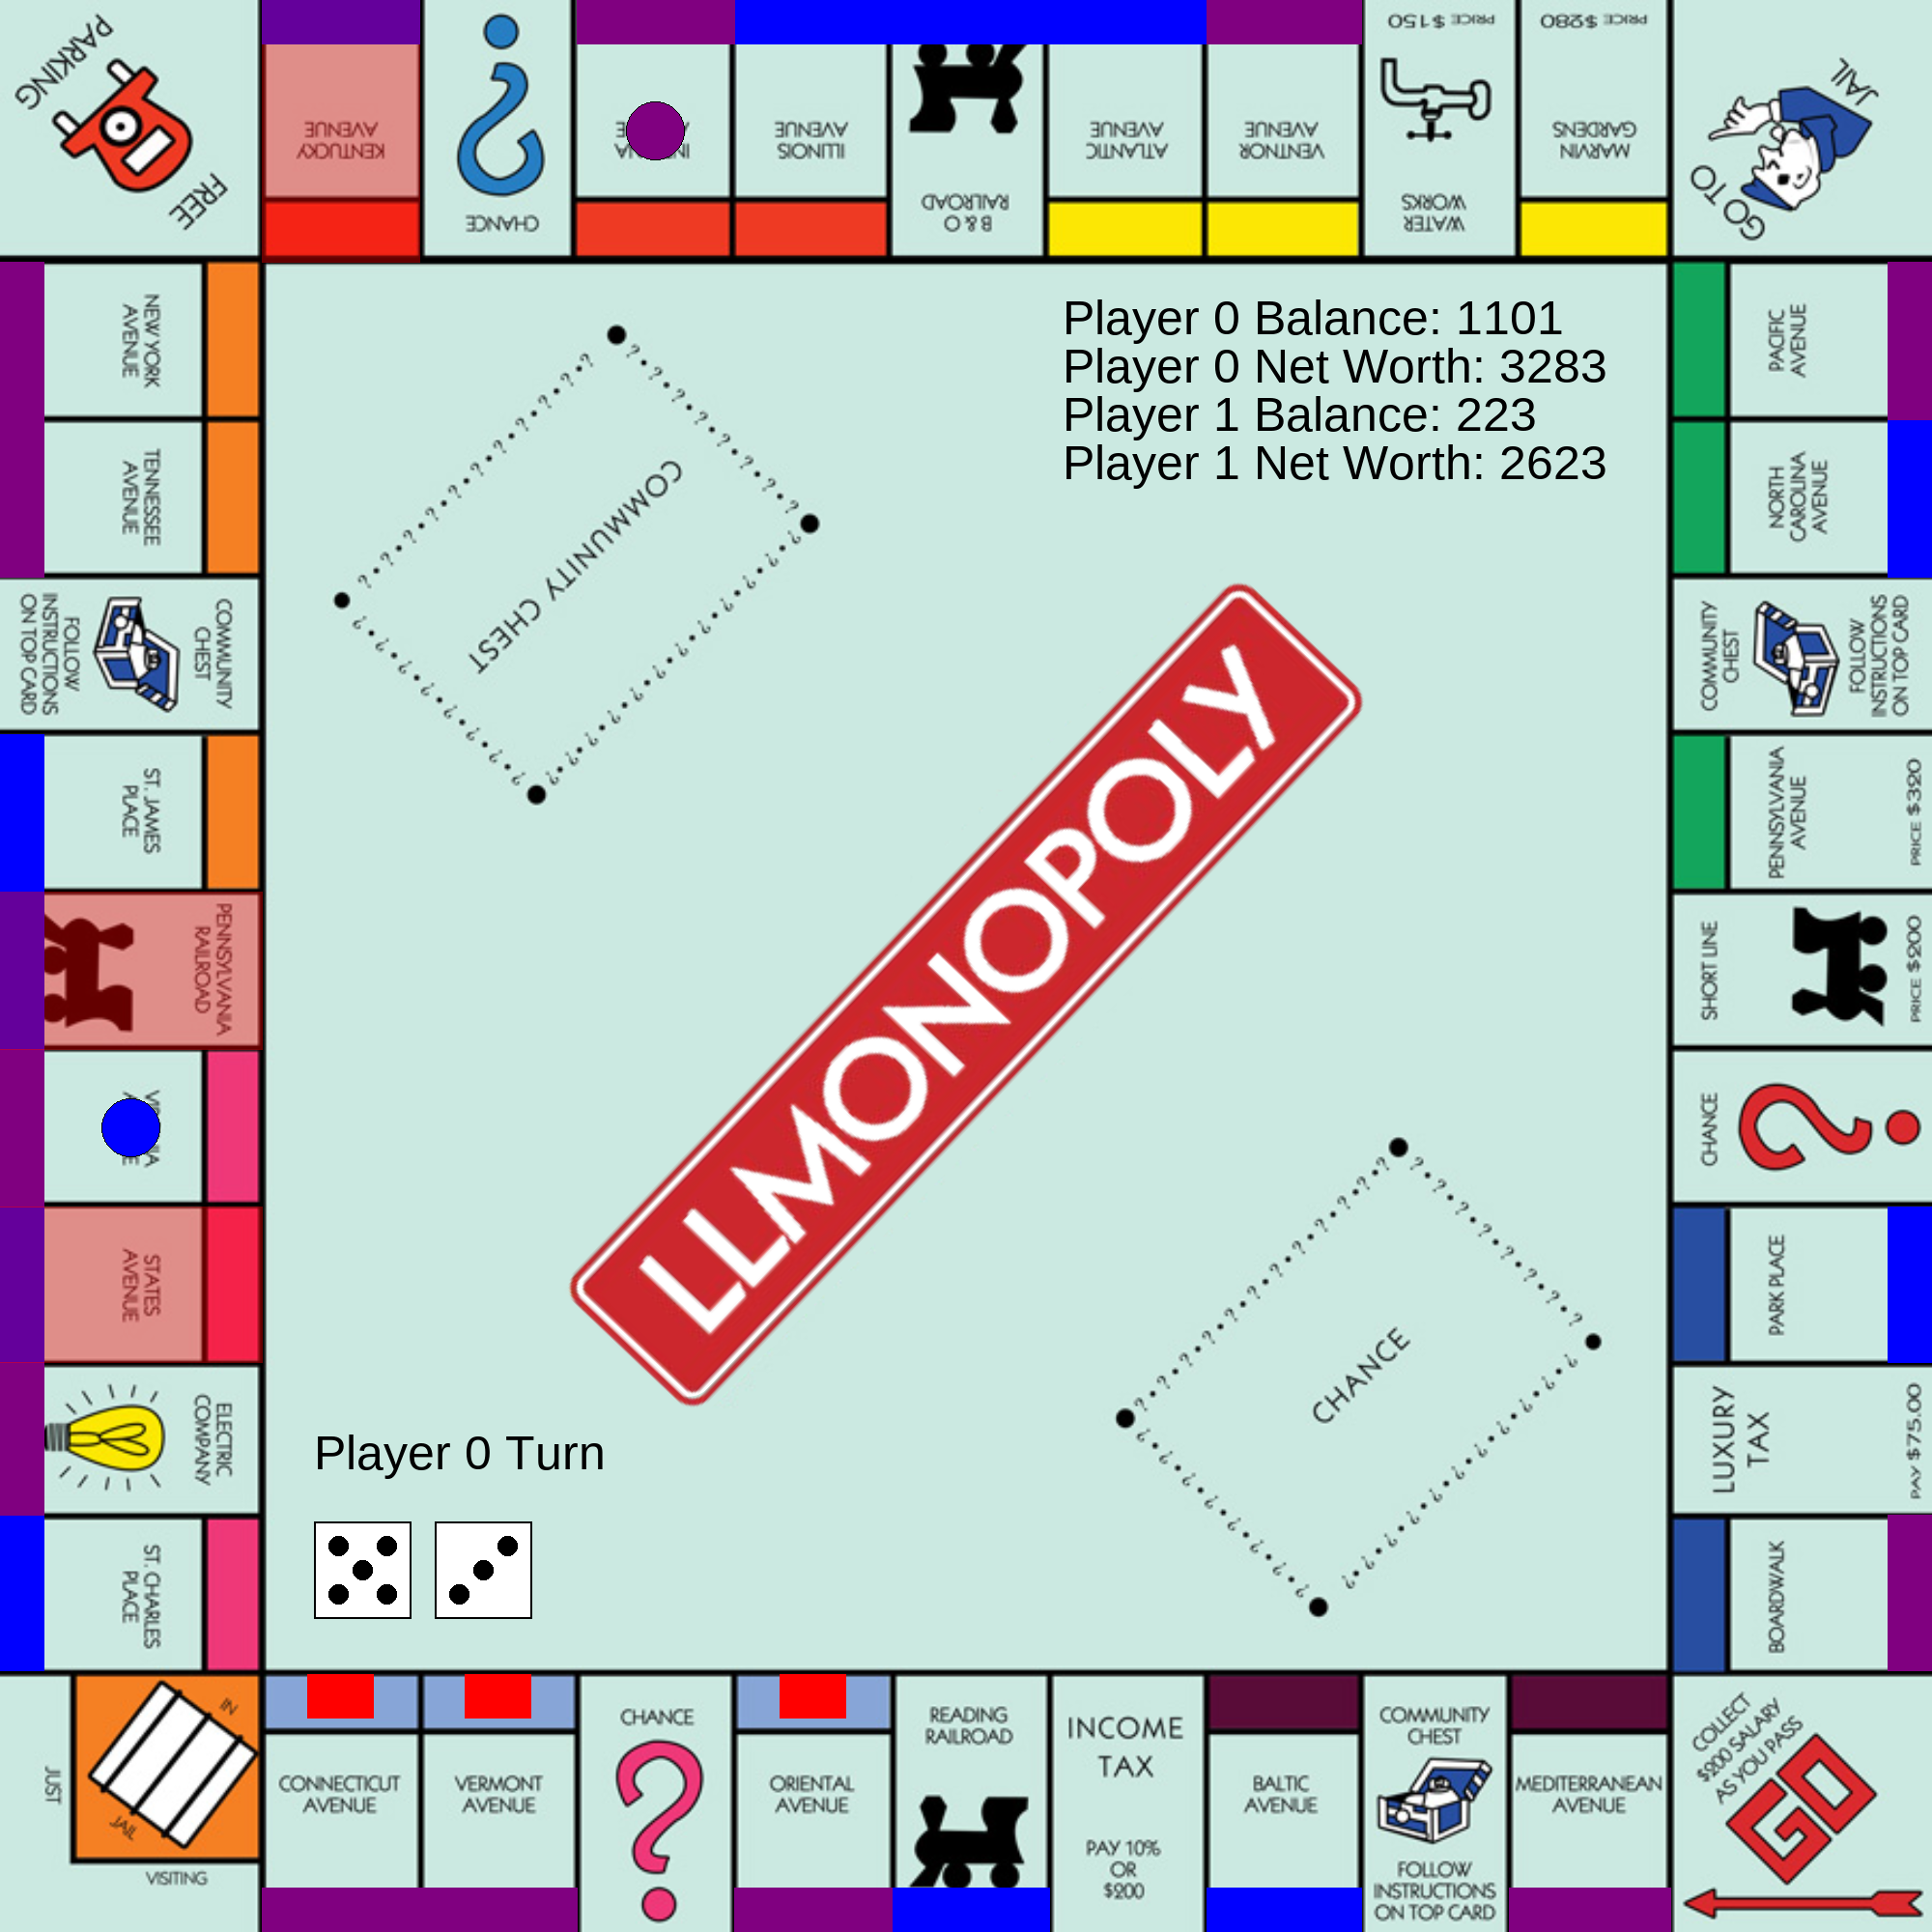 PARKING
FREE
KENTUCKY
AVENUE
CHANCE
ILLINOIS
AVENUE
B & O
RAILROAD
ATLANTIC
AVENUE
VENTNOR
AVENUE
PRICE $150
WATER
WORKS
PRICE $280
MARVIN
GARDENS
GO TO
JAIL
NEW YORK
AVENUE
TENNESSEE
AVENUE
COMMUNITY
CHEST
FOLLOW
INSTRUCTIONS
ON TOP CARD
ST. JAMES
PLACE
PENNSYLVANIA
RAILROAD
STATES
AVENUE
ELECTRIC
COMPANY
ST. CHARLES
PLACE
Player 0 Balance: 1101
Player 0 Net Worth: 3283
Player 1 Balance: 223
Player 1 Net Worth: 2623
COMMUNITY CHEST
LLMONOPOLY
CHANCE
Player 0 Turn
PACIFIC
AVENUE
NORTH
CAROLINA
AVENUE
COMMUNITY
CHEST
FOLLOW
INSTRUCTIONS
ON TOP CARD
PENNSYLVANIA
AVENUE
PRICE $320
SHORT LINE
PRICE $200
CHANCE
PARK PLACE
LUXURY
TAX
PAY $75.00
BOARDWALK
JUST
VISITING
IN
JAIL
CONNECTICUT
AVENUE
VERMONT
AVENUE
CHANCE
ORIENTAL
AVENUE
READING
RAILROAD
INCOME
TAX
PAY 10%
OR
$200
BALTIC
AVENUE
COMMUNITY
CHEST
FOLLOW
INSTRUCTIONS
ON TOP CARD
MEDITERRANEAN
AVENUE
COLLECT
$200 SALARY
AS YOU PASS
GO